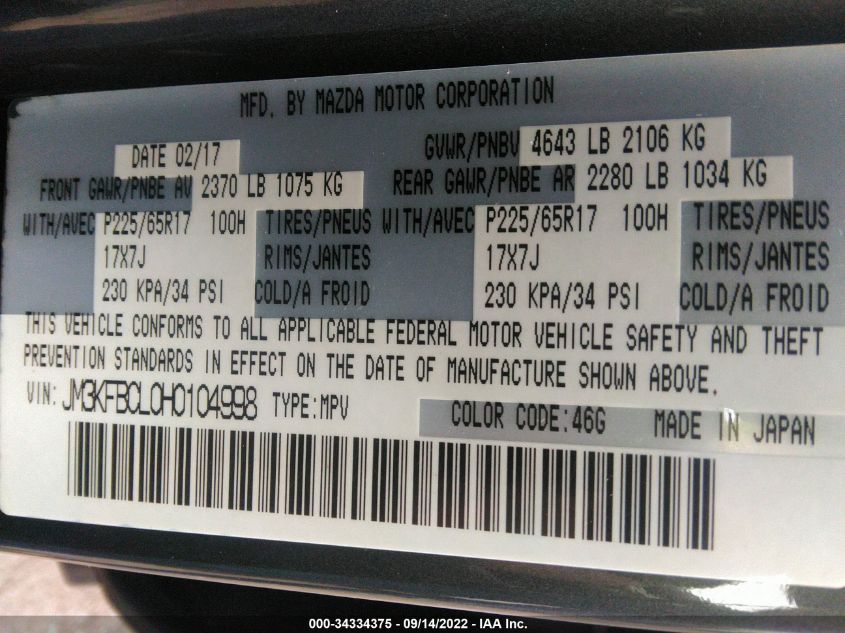 MFD. BY MAZDA MOTOR CORPORATION
DATE 02/17 GVWR/PNBV 4643 LB 2106 KG
FRONT GAWR/PNBE AV 2370 LB 1075 KG REAR GAWR/PNBE AR 2280 LB 1034 KG
WITH/AVEC P225/65R17 100H TIRES/PNEUS WITH/AVEC P225/65R17 100H TIRES/PNEUS
17X7J RIMS/JANTES 17X7J RIMS/JANTES
230 KPA/34 PSI COLD/A FROID 230 KPA/34 PSI COLD/A FROID
THIS VEHICLE CONFORMS TO ALL APPLICABLE FEDERAL MOTOR VEHICLE SAFETY AND THEFT
PREVENTION STANDARDS IN EFFECT ON THE DATE OF MANUFACTURE SHOWN ABOVE.
VIN: JM3KFBCL0H0104998 TYPE:MPV COLOR CODE:46G MADE IN JAPAN
000-34334375 - 09/14/2022 - IAA Inc.